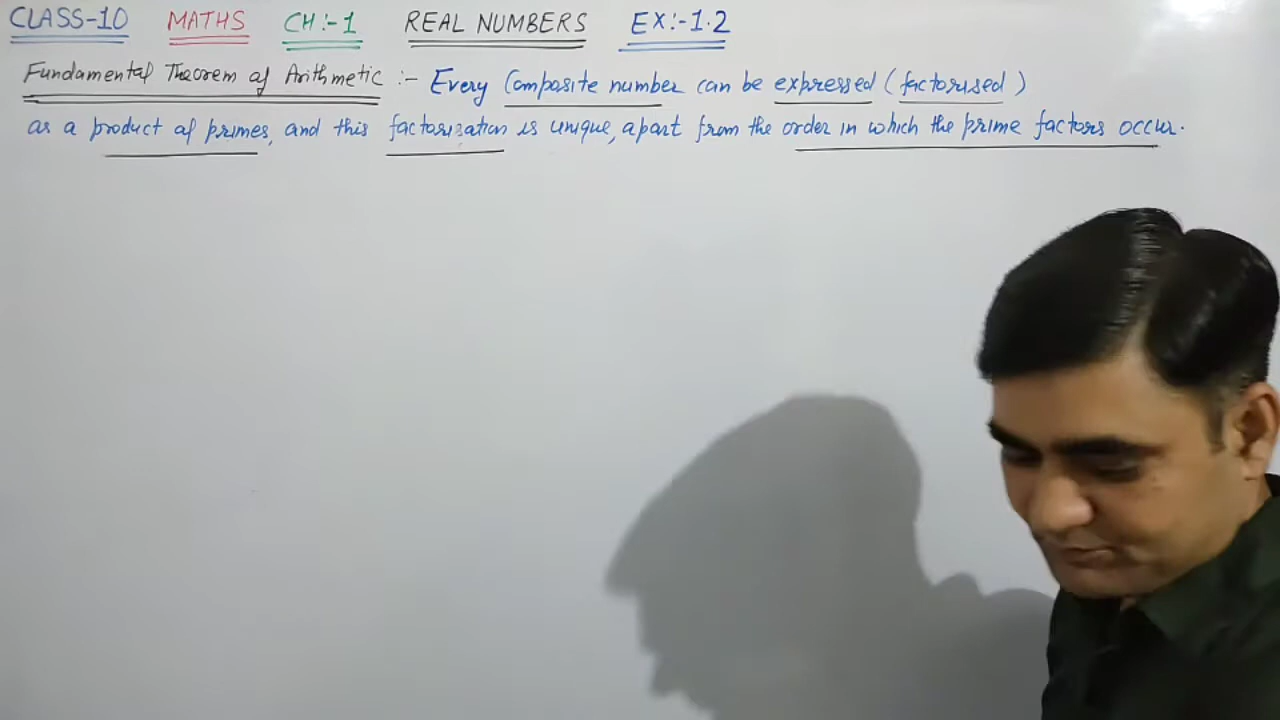 CLASS-10 MATHS CH:-1 REAL NUMBERS EX:-1.2
Fundamental Theorem of Arithmetic :- Every Composite number can be expressed (factorised)
as a product of primes, and this factorization is unique, apart from the order in which the prime factors occur.